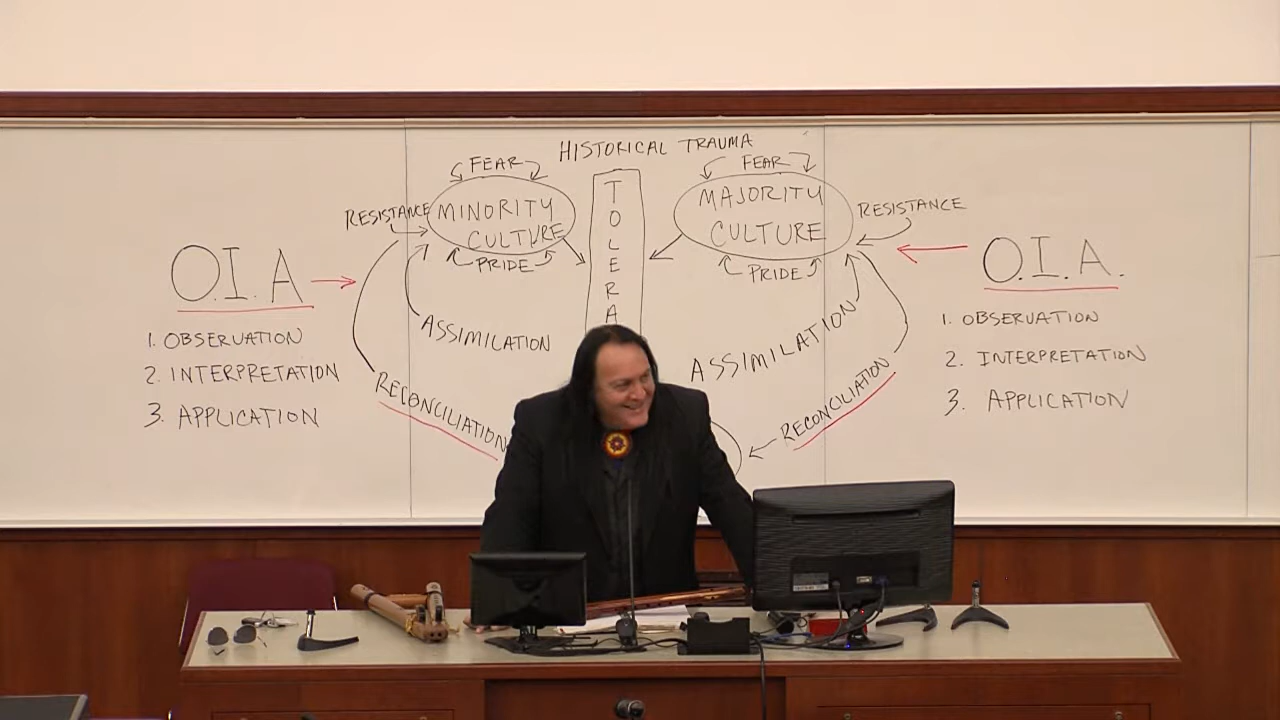 HISTORICAL TRAUMA
FEAR
MINORITY
CULTURE
PRIDE
RESISTANCE
ASSIMILATION
RECONCILIATION
O.I.A
1. OBSERVATION
2. INTERPRETATION
3. APPLICATION
TOLERA
FEAR
MAJORITY
CULTURE
PRIDE
RESISTANCE
ASSIMILATION
RECONCILIATION
O.I.A.
1. OBSERVATION
2. INTERPRETATION
3. APPLICATION